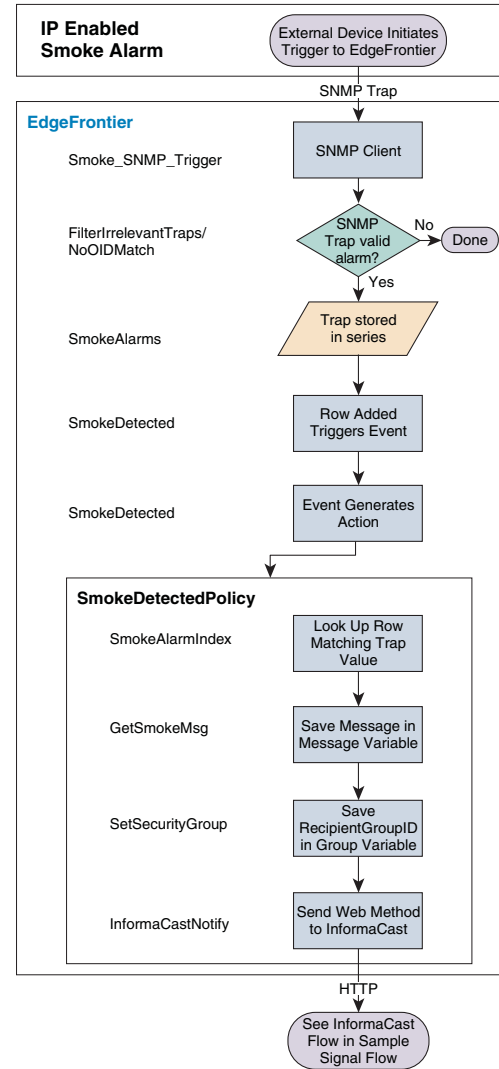 IP Enabled
Smoke Alarm
External Device Initiates
Trigger to EdgeFrontier
SNMP Trap
EdgeFrontier
Smoke_SNMP_Trigger
SNMP Client
FilterIrrelevantTraps/
NoOIDMatch
SNMP
Trap valid
alarm?
No
Done
Yes
SmokeAlarms
Trap stored
in series
SmokeDetected
Row Added
Triggers Event
SmokeDetected
Event Generates
Action
SmokeDetectedPolicy
SmokeAlarmIndex
Look Up Row
Matching Trap
Value
GetSmokeMsg
Save Message in
Message Variable
SetSecurityGroup
Save
RecipientGroupID
in Group Variable
InformaCastNotify
Send Web Method
to InformaCast
HTTP
See InformaCast
Flow in Sample
Signal Flow